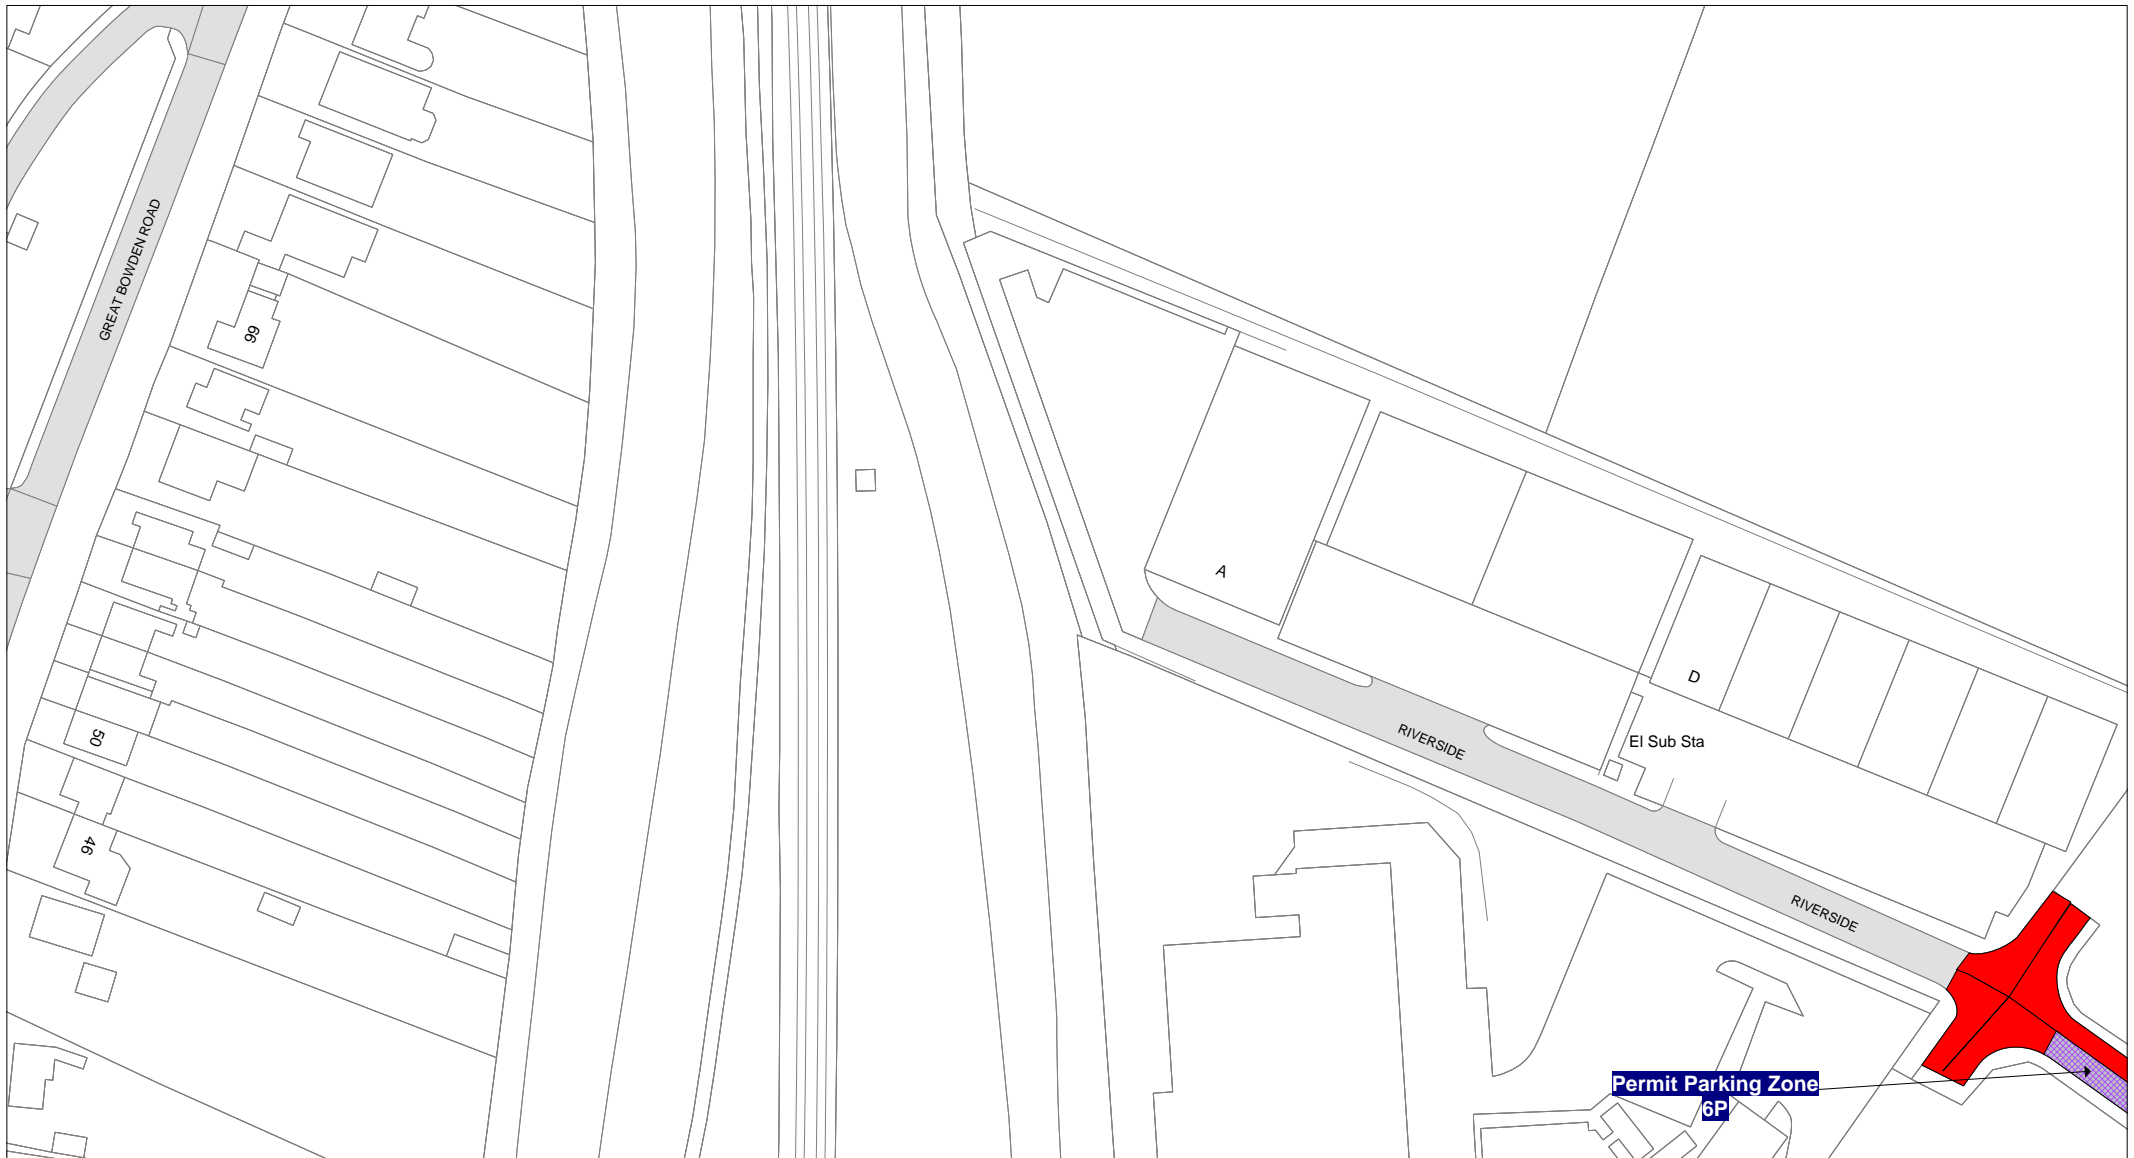 GREAT BOWDEN ROAD
66
A
D
RIVERSIDE
El Sub Sta
50
46
RIVERSIDE
Permit Parking Zone
6P